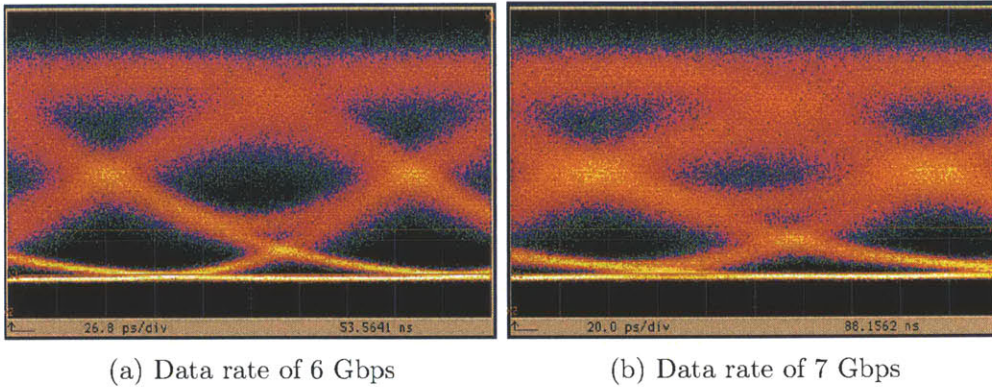 26.8 ps/div 53.5641 ns
20.0 ps/div 88.1562 ns
(a) Data rate of 6 Gbps
(b) Data rate of 7 Gbps